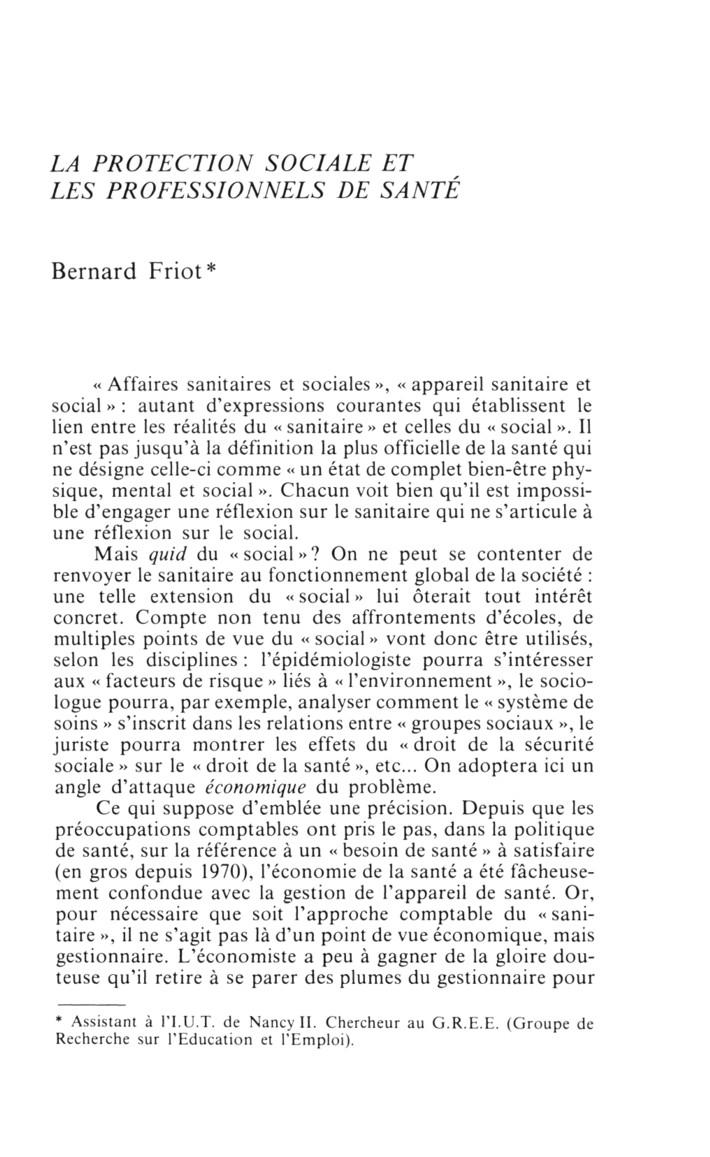 LA PROTECTION SOCIALE ET
LES PROFESSIONNELS DE SANTÉ
Bernard Friot*
« Affaires sanitaires et sociales », « appareil sanitaire et
social » : autant d'expressions courantes qui établissent le
lien entre les réalités du « sanitaire » et celles du « social ». Il
n'est pas jusqu'à la définition la plus officielle de la santé qui
ne désigne celle-ci comme « un état de complet bien-être phy-
sique, mental et social ». Chacun voit bien qu'il est impossi-
ble d'engager une réflexion sur le sanitaire qui ne s'articule à
une réflexion sur le social.
Mais quid du « social » ? On ne peut se contenter de
renvoyer le sanitaire au fonctionnement global de la société :
une telle extension du « social » lui ôterait tout intérêt
concret. Compte non tenu des affrontements d'écoles, de
multiples points de vue du « social » vont donc être utilisés,
selon les disciplines : l'épidémiologiste pourra s'intéresser
aux « facteurs de risque » liés à « l'environnement », le socio-
logue pourra, par exemple, analyser comment le « système de
soins » s'inscrit dans les relations entre « groupes sociaux », le
juriste pourra montrer les effets du « droit de la sécurité
sociale » sur le « droit de la santé », etc... On adoptera ici un
angle d'attaque économique du problème.
Ce qui suppose d'emblée une précision. Depuis que les
préoccupations comptables ont pris le pas, dans la politique
de santé, sur la référence à un « besoin de santé » à satisfaire
(en gros depuis 1970), l'économie de la santé a été fâcheuse-
ment confondue avec la gestion de l'appareil de santé. Or,
pour nécessaire que soit l'approche comptable du « sani-
taire », il ne s'agit pas là d'un point de vue économique, mais
gestionnaire. L'économiste a peu à gagner de la gloire dou-
teuse qu'il retire à se parer des plumes du gestionnaire pour
* Assistant à l'I.U.T. de Nancy II. Chercheur au G.R.E.E. (Groupe de
Recherche sur l'Education et l'Emploi).